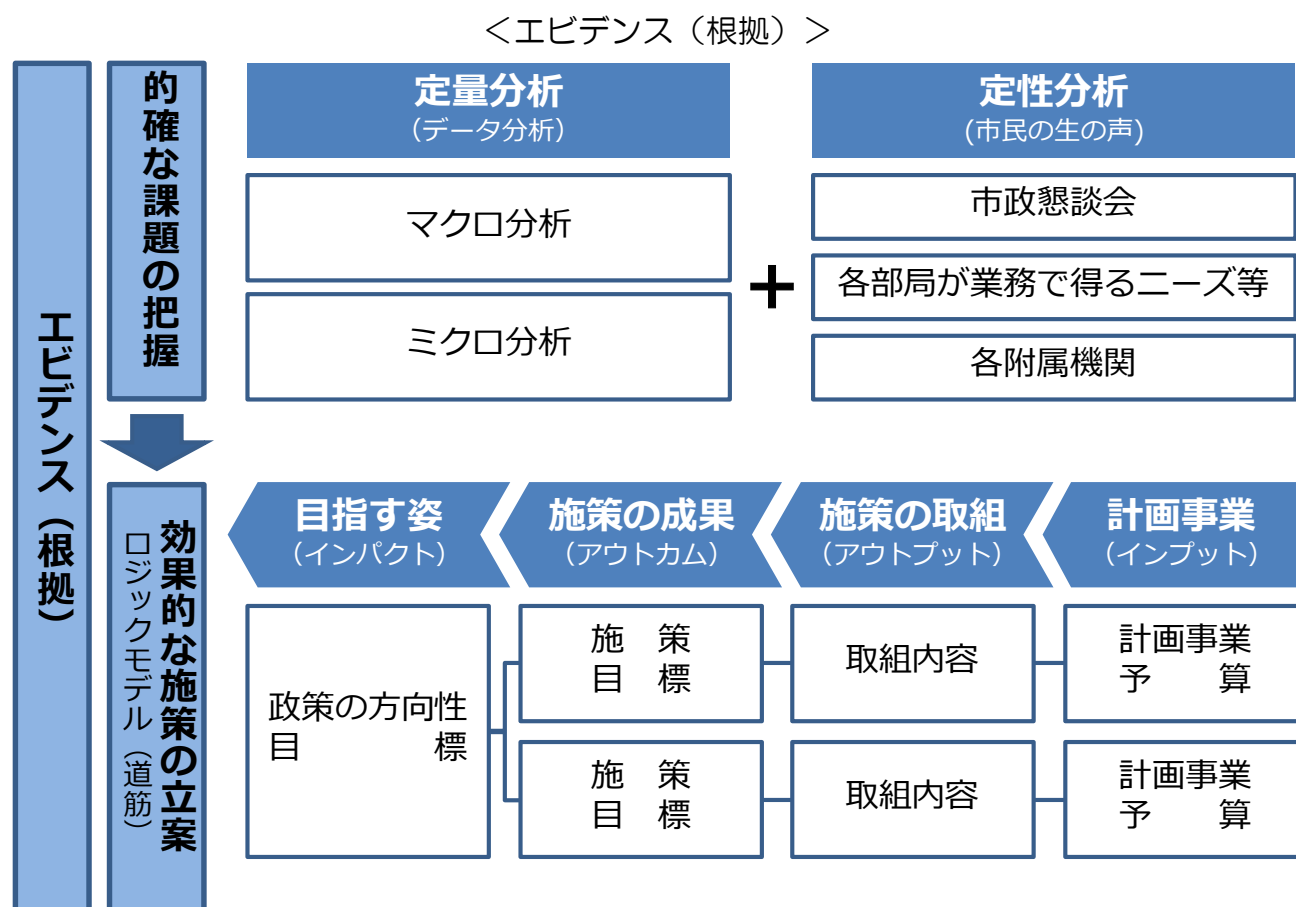 ＜エビデンス（根拠）＞
エビデンス（根拠）
的確な課題の把握
定量分析
（データ分析）
マクロ分析
ミクロ分析
＋
定性分析
(市民の生の声)
市政懇談会
各部局が業務で得るニーズ等
各附属機関
効果的な施策の立案
ロジックモデル（道筋）
目指す姿
（インパクト）
施策の成果
（アウトカム）
施策の取組
（アウトプット）
計画事業
（インプット）
政策の方向性
目　　　　標
施　策
目　標
取組内容
計画事業
予　　算
施　策
目　標
取組内容
計画事業
予　　算